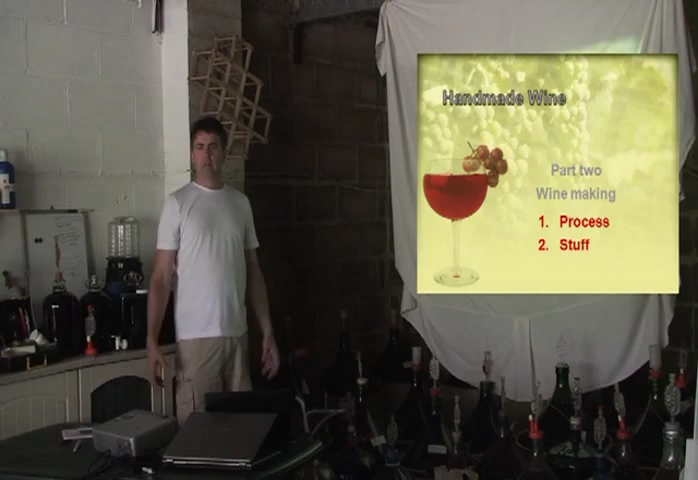 Handmade Wine
Part two
Wine making
1. Process
2. Stuff